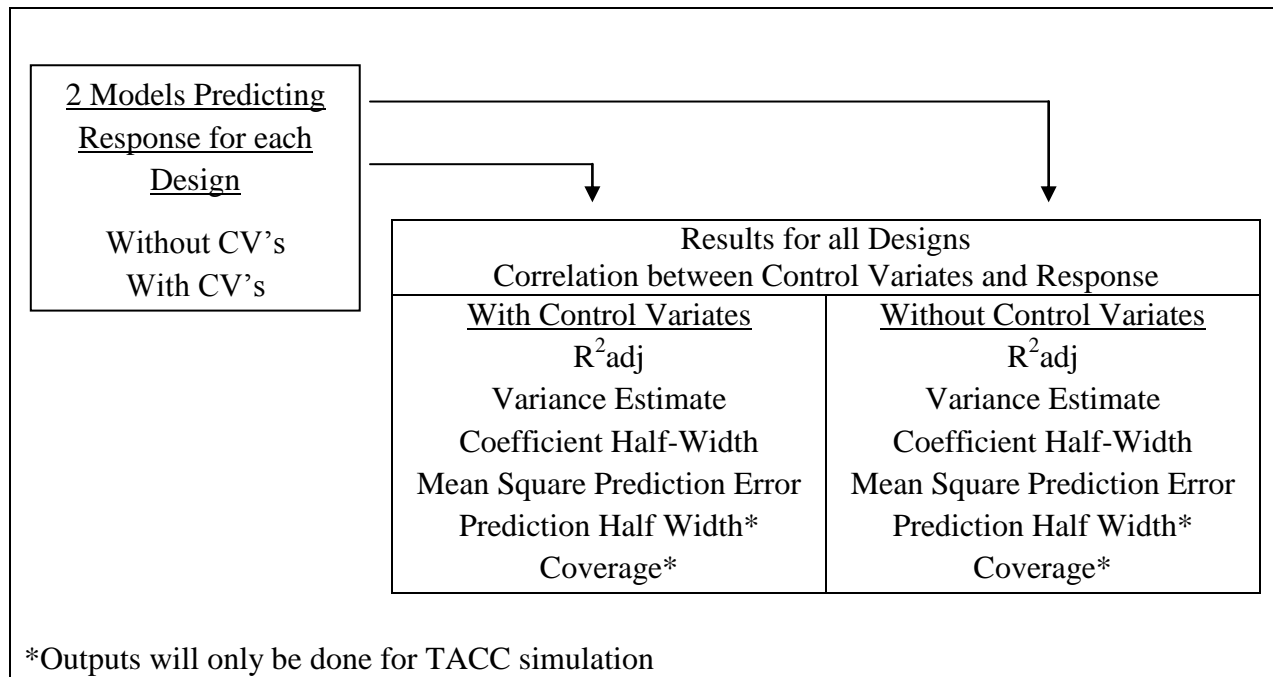 2 Models Predicting
Response for each
Design
Without CV’s
With CV’s
Results for all Designs
Correlation between Control Variates and Response
With Control Variates
R²adj
Variance Estimate
Coefficient Half-Width
Mean Square Prediction Error
Prediction Half Width*
Coverage*
Without Control Variates
R²adj
Variance Estimate
Coefficient Half-Width
Mean Square Prediction Error
Prediction Half Width*
Coverage*
*Outputs will only be done for TACC simulation